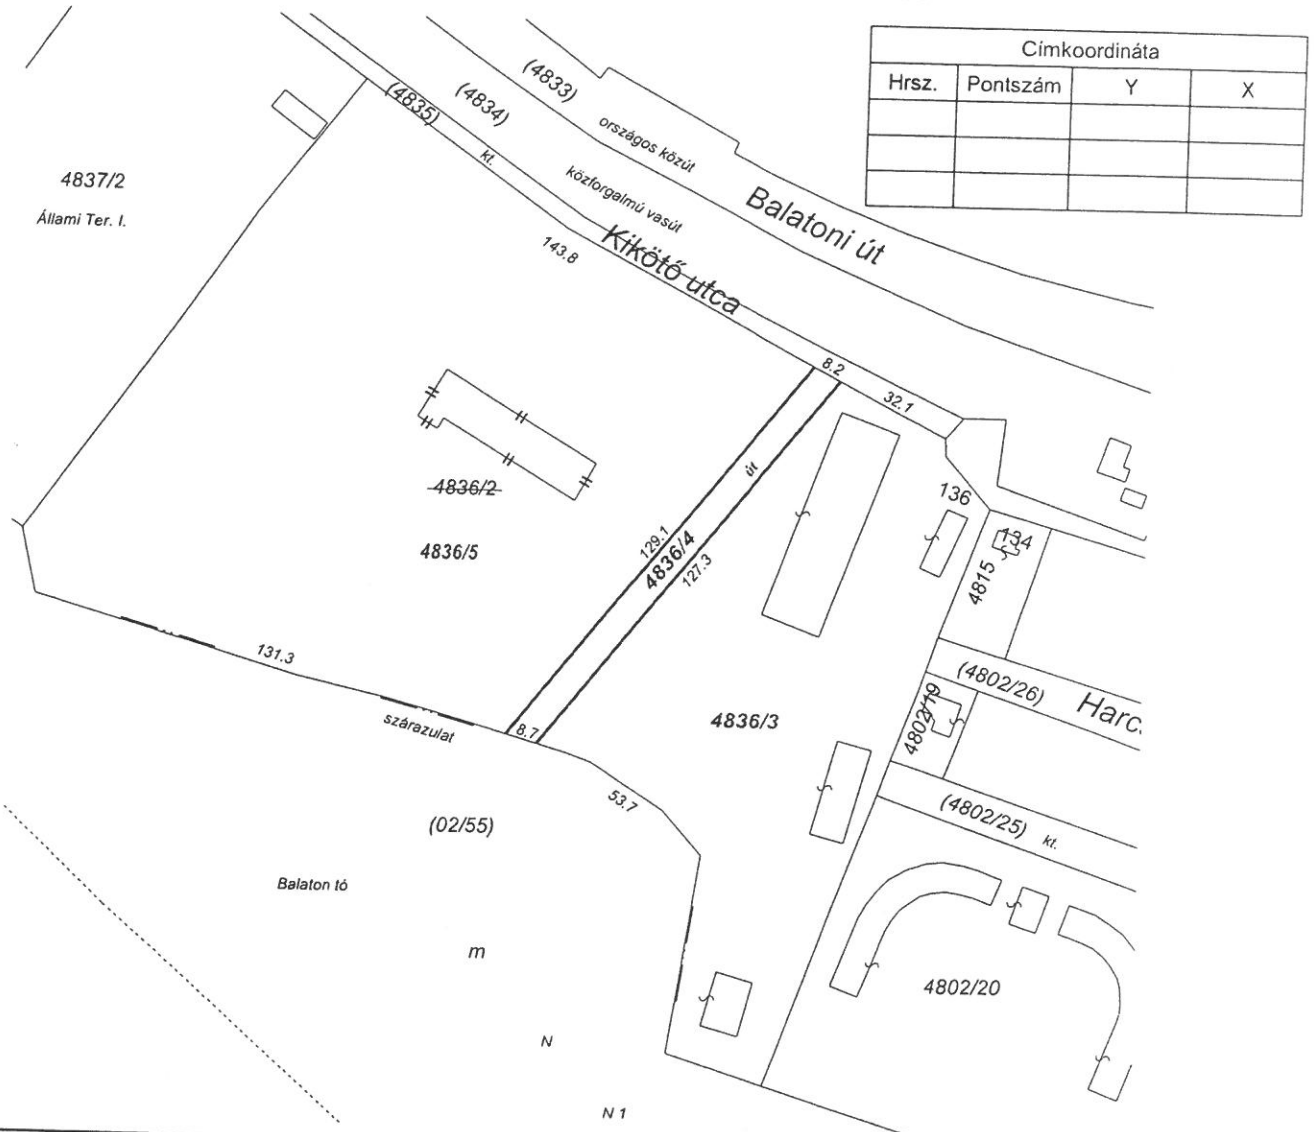 Címkoordináta
Hrsz. Pontszám Y X
(4833)
(4834)
(4835)
országos közút
kt.
közforgalmú vasút
Balatoni út
Kikötő utca
4837/2
Állami Ter. I.
143.8
8.2
32.1
út
4836/2
4836/5
129.1
4836/4
127.3
136
134
4815
131.3
(4802/26)
Harc
4802/19
4836/3
szárazulat
8.7
53.7
(4802/25) kt.
(02/55)
Balaton tó
m
4802/20
N
N 1